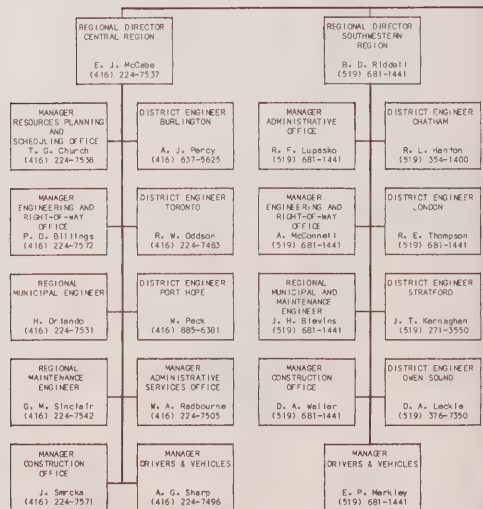 REGIONAL DIRECTOR
CENTRAL REGION
E. J. McCabe
(416) 224-7537
REGIONAL DIRECTOR
SOUTHWESTERN
REGION
B. D. Riddell
(519) 681-1441
MANAGER
RESOURCES PLANNING
AND
SCHEDULING OFFICE
T. G. Church
(416) 224-7538
DISTRICT ENGINEER
BURLINGTON
A. J. Percy
(416) 637-5625
MANAGER
ADMINISTRATIVE
OFFICE
R. F. Lupasko
(519) 681-1441
DISTRICT ENGINEER
CHATHAM
R. L. Hanton
(519) 354-1400
MANAGER
ENGINEERING AND
RIGHT-OF-WAY
OFFICE
P. D. Billings
(416) 224-7572
DISTRICT ENGINEER
TORONTO
R. W. Oddson
(416) 224-7483
MANAGER
ENGINEERING AND
RIGHT-OF-WAY
OFFICE
A. McConnell
(519) 681-1441
DISTRICT ENGINEER
LONDON
R. E. Thompson
(519) 681-1441
REGIONAL
MUNICIPAL ENGINEER
H. Orlando
(416) 224-7531
DISTRICT ENGINEER
PORT HOPE
W. Peck
(416) 885-6381
REGIONAL
MUNICIPAL AND
MAINTENANCE
ENGINEER
J. H. Blevins
(519) 681-1441
DISTRICT ENGINEER
STRATFORD
J. T. Kernaghan
(519) 271-3550
REGIONAL
MAINTENANCE
ENGINEER
G. M. Sinclair
(416) 224-7542
MANAGER
ADMINISTRATIVE
SERVICES OFFICE
W. A. Radbourne
(416) 224-7505
MANAGER
CONSTRUCTION
OFFICE
D. A. Waller
(519) 681-1441
DISTRICT ENGINEER
OWEN SOUND
D. A. Leckie
(519) 376-7350
MANAGER
CONSTRUCTION
OFFICE
J. Smrcka
(416) 224-7571
MANAGER
DRIVERS & VEHICLES
A. G. Sharp
(416) 224-7496
MANAGER
DRIVERS & VEHICLES
E. P. Merkley
(519) 681-1441